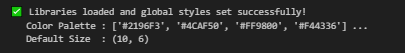 ✅ Libraries loaded and global styles set successfully!
Color Palette : ['#2196F3', '#4CAF50', '#FF9800', '#F44336'] ...
Default Size  : (10, 6)